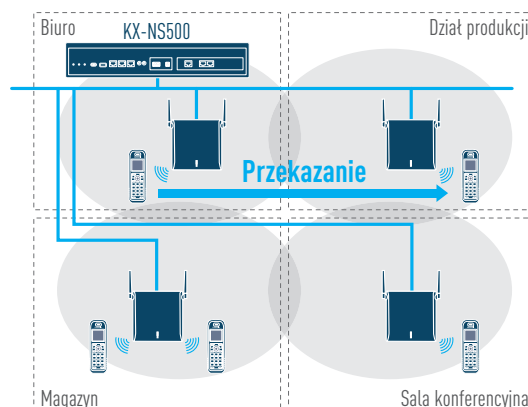 Biuro
KX-NS500
Dział produkcji
Przekazanie
Magazyn
Sala konferencyjna